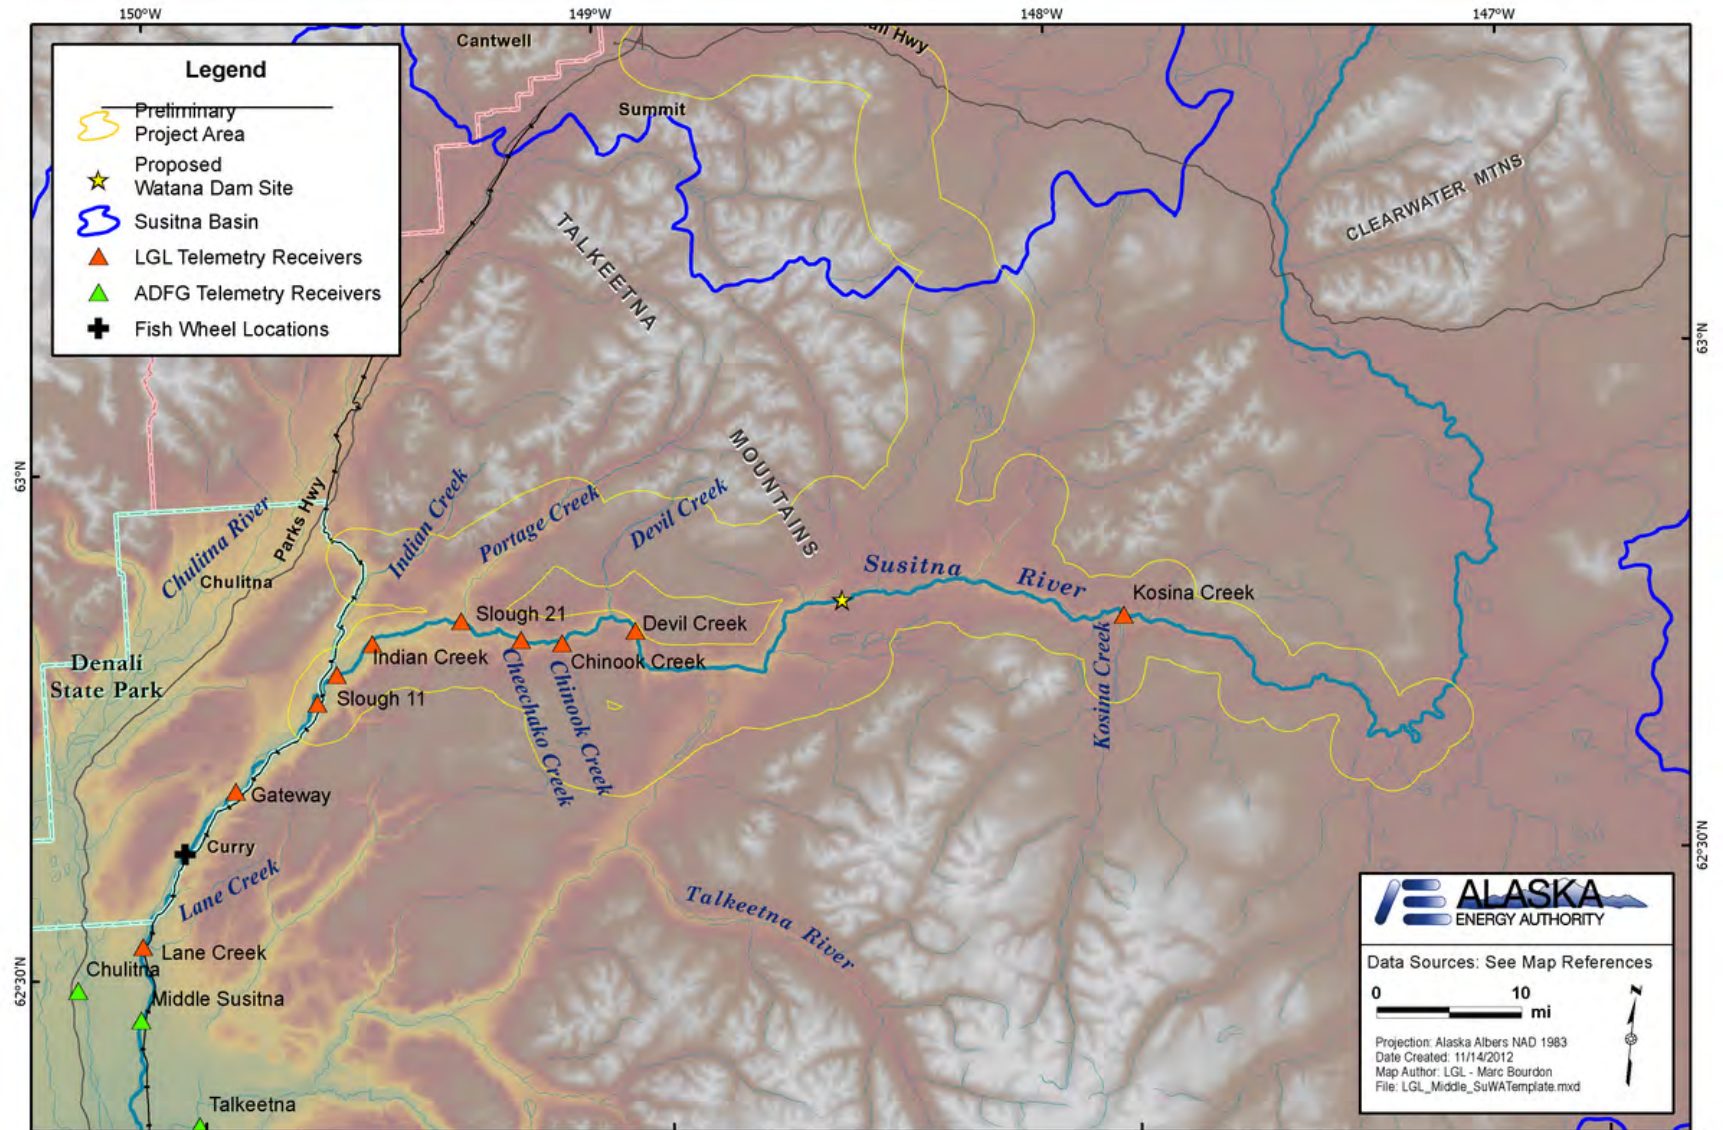 150°W
149°W
148°W
147°W
Legend
Preliminary
Project Area
Proposed
Watana Dam Site
Susitna Basin
LGL Telemetry Receivers
ADFG Telemetry Receivers
Fish Wheel Locations
Cantwell
Hwy
Summit
TALKEETNA
MOUNTAINS
CLEARWATER MTNS
63°N
63°N
Chulitna River
Parks Hwy
Chulitna
Indian Creek
Portage Creek
Devil Creek
Susitna River
Kosina Creek
Slough 21
Devil Creek
Indian Creek
Chinook Creek
Cheechako Creek
Chinook Creek
Kosina Creek
Denali
State Park
Slough 11
Gateway
Curry
Lane Creek
Talkeetna River
62°30'N
62°30'N
Lane Creek
Chulitna
Middle Susitna
Talkeetna
ALASKA
ENERGY AUTHORITY
Data Sources: See Map References
0 10
mi
N
Projection: Alaska Albers NAD 1983
Date Created: 11/14/2012
Map Author: LGL - Marc Bourdon
File: LGL_Middle_SuWATemplate.mxd